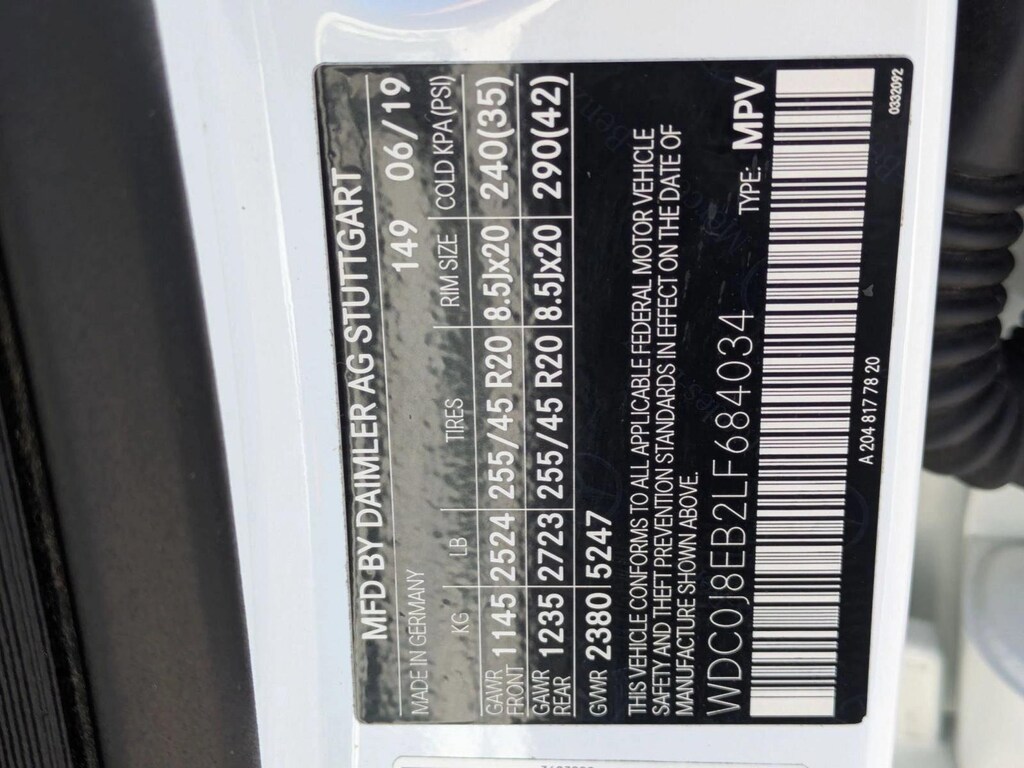 MFD BY DAIMLER AG STUTTGART
MADE IN GERMANY 149 06/19
KG LB TIRES RIM SIZE COLD KPA(PSI)
GAWR FRONT 1145 2524 255/45 R20 8.5Jx20 240(35)
GAWR REAR 1235 2723 255/45 R20 8.5Jx20 290(42)
GVWR 2380 5247
THIS VEHICLE CONFORMS TO ALL APPLICABLE FEDERAL MOTOR VEHICLE
SAFETY AND THEFT PREVENTION STANDARDS IN EFFECT ON THE DATE OF
MANUFACTURE SHOWN ABOVE.
WDC0J8EB2LF684034 TYPE: MPV
A 204 817 78 20 0332092